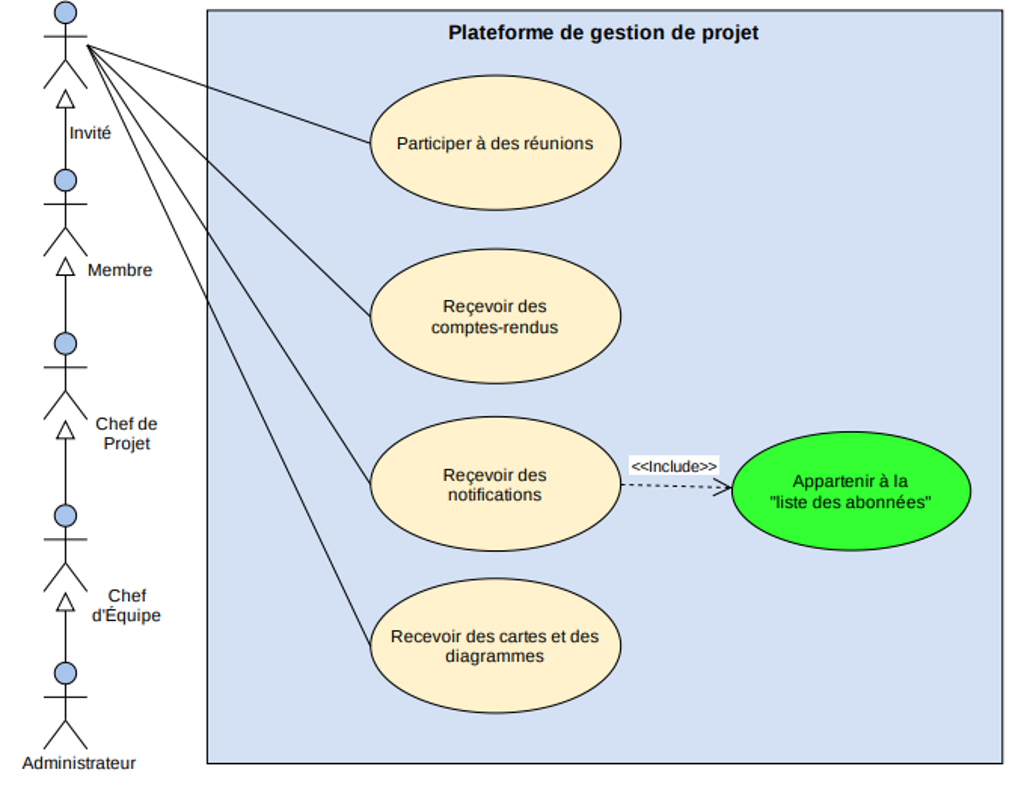 Plateforme de gestion de projet
Invité
Participer à des réunions
Membre
Reçevoir des
comptes-rendus
Chef de
Projet
Reçevoir des
notifications
<<Include>>
Appartenir à la
"liste des abonnées"
Chef
d'Équipe
Recevoir des cartes et des
diagrammes
Administrateur